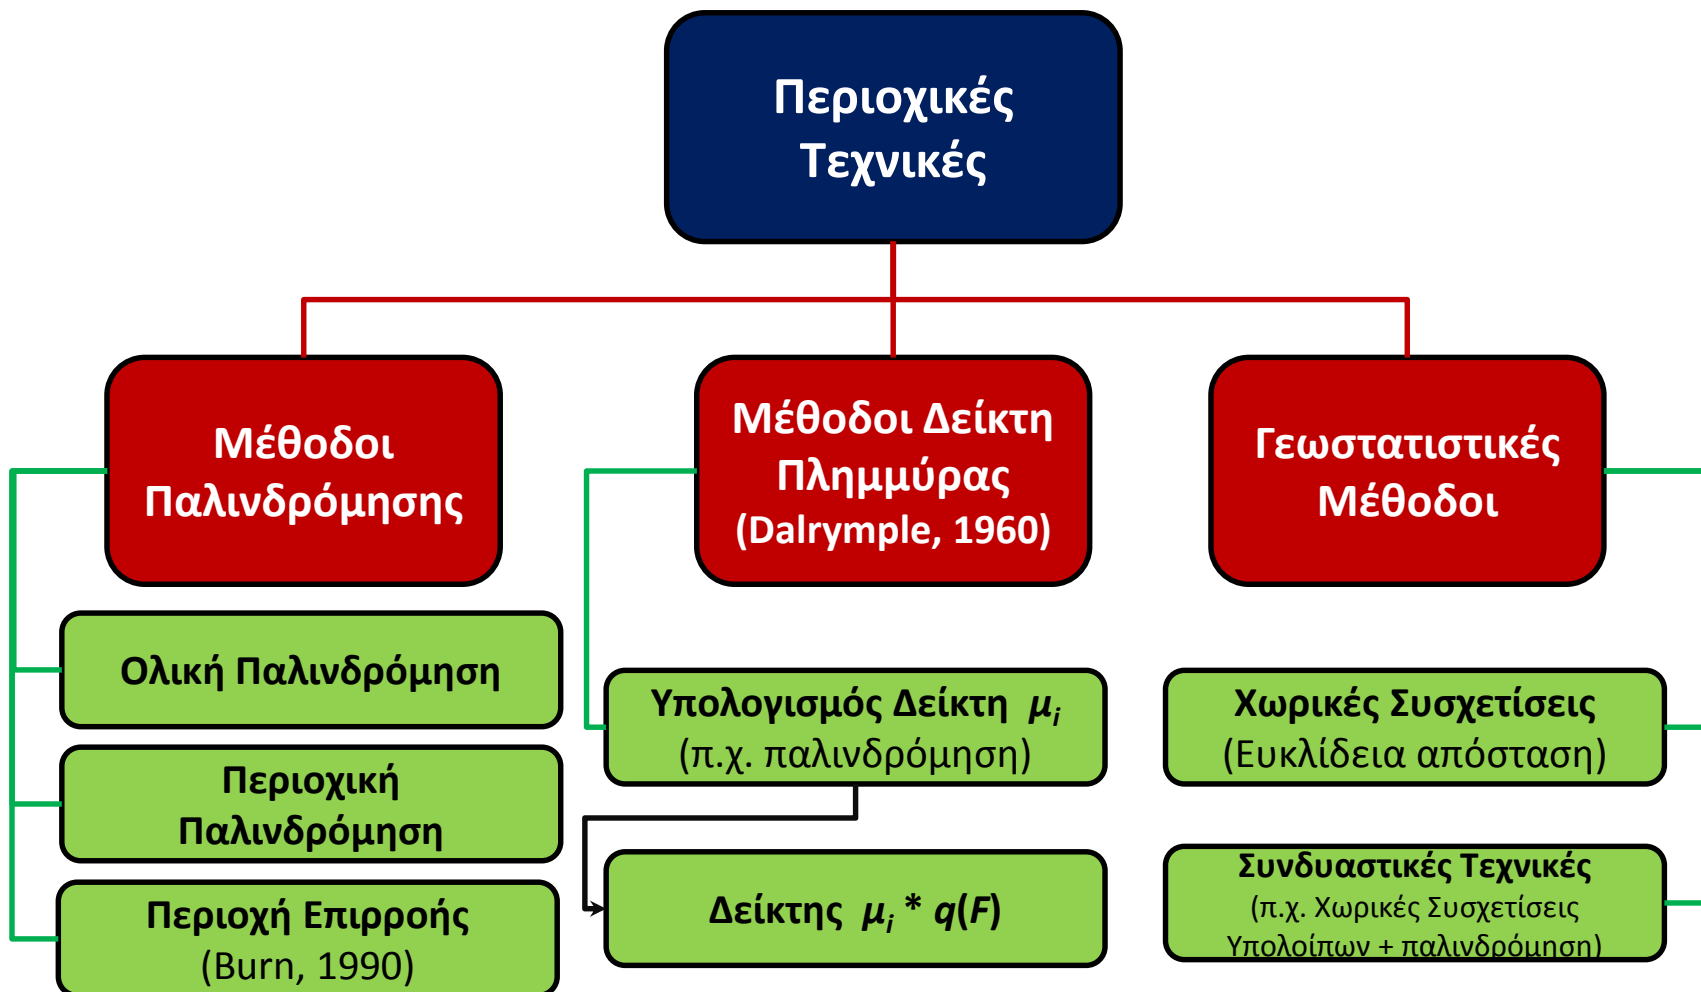 Περιοχικές
Τεχνικές
Μέθοδοι
Παλινδρόμησης
Μέθοδοι Δείκτη
Πλημμύρας
(Dalrymple, 1960)
Γεωστατιστικές
Μέθοδοι
Ολική Παλινδρόμηση
Περιοχική
Παλινδρόμηση
Περιοχή Επιρροής
(Burn, 1990)
Υπολογισμός Δείκτη μi
(π.χ. παλινδρόμηση)
Δείκτης μi * q(F)
Χωρικές Συσχετίσεις
(Ευκλίδεια απόσταση)
Συνδυαστικές Τεχνικές
(π.χ. Χωρικές Συσχετίσεις
Υπολοίπων + παλινδρόμηση)